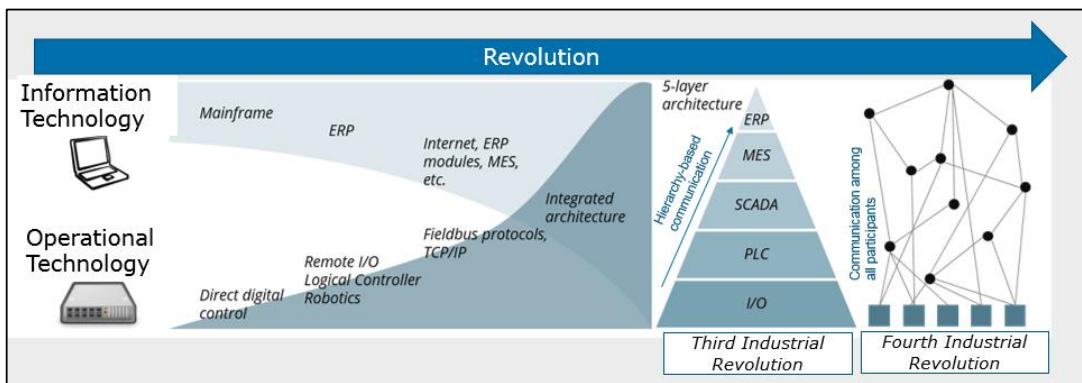 Revolution
Information
Technology
Operational
Technology
Mainframe
ERP
Internet, ERP
modules, MES,
etc.
Integrated
architecture
Fieldbus protocols,
TCP/IP
Remote I/O
Logical Controller
Robotics
Direct digital
control
5-layer
architecture
Hierarchy-based
communication
ERP
MES
SCADA
PLC
I/O
Third Industrial
Revolution
Communication among
all participants
Fourth Industrial
Revolution